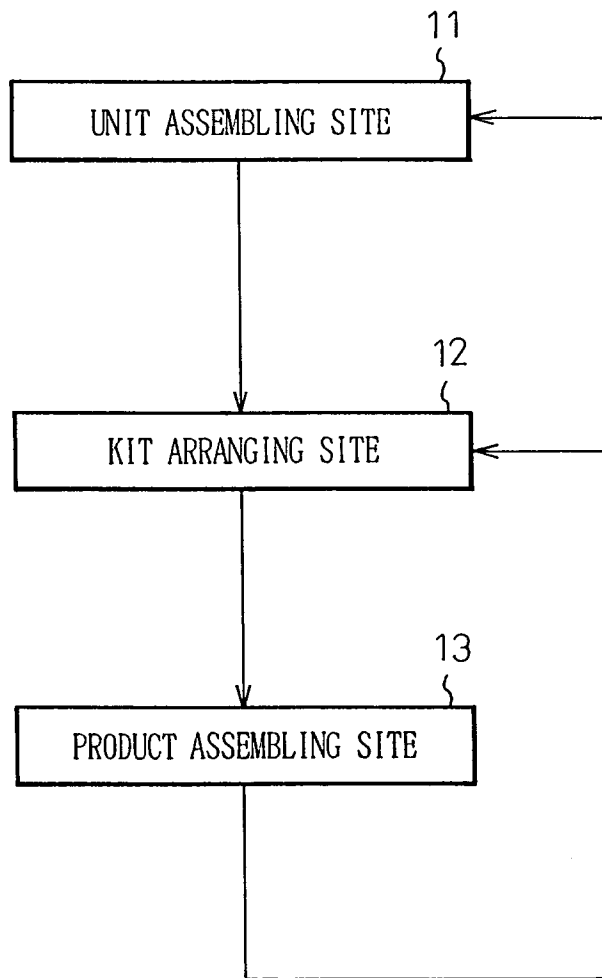 11
UNIT ASSEMBLING SITE
12
KIT ARRANGING SITE
13
PRODUCT ASSEMBLING SITE